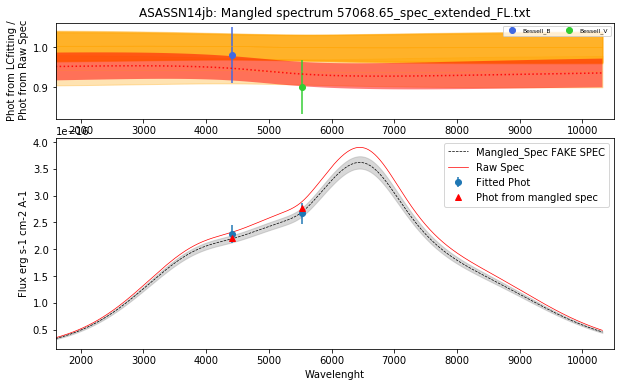 ASASSN14jb: Mangled spectrum 57068.65_spec_extended_FL.txt
Phot from LCfitting /
Phot from Raw Spec
1.0
0.9
Bessell_B
Bessell_V
2000 3000 4000 5000 6000 7000 8000 9000 10000
1e−16
Flux erg s-1 cm-2 A-1
4.0
3.5
3.0
2.5
2.0
1.5
1.0
0.5
Mangled_Spec FAKE SPEC
Raw Spec
Fitted Phot
Phot from mangled spec
2000 3000 4000 5000 6000 7000 8000 9000 10000
Wavelenght